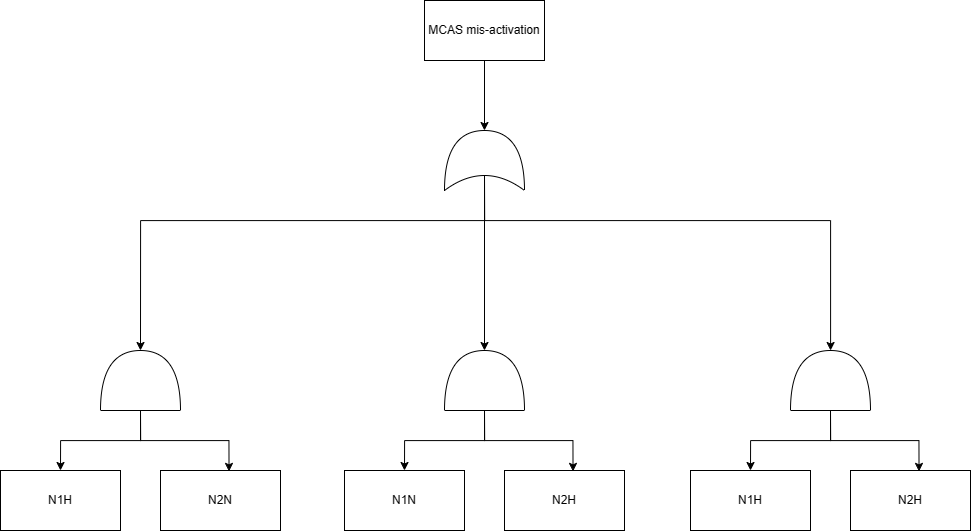 MCAS mis-activation
N1H
N2N
N1N
N2H
N1H
N2H